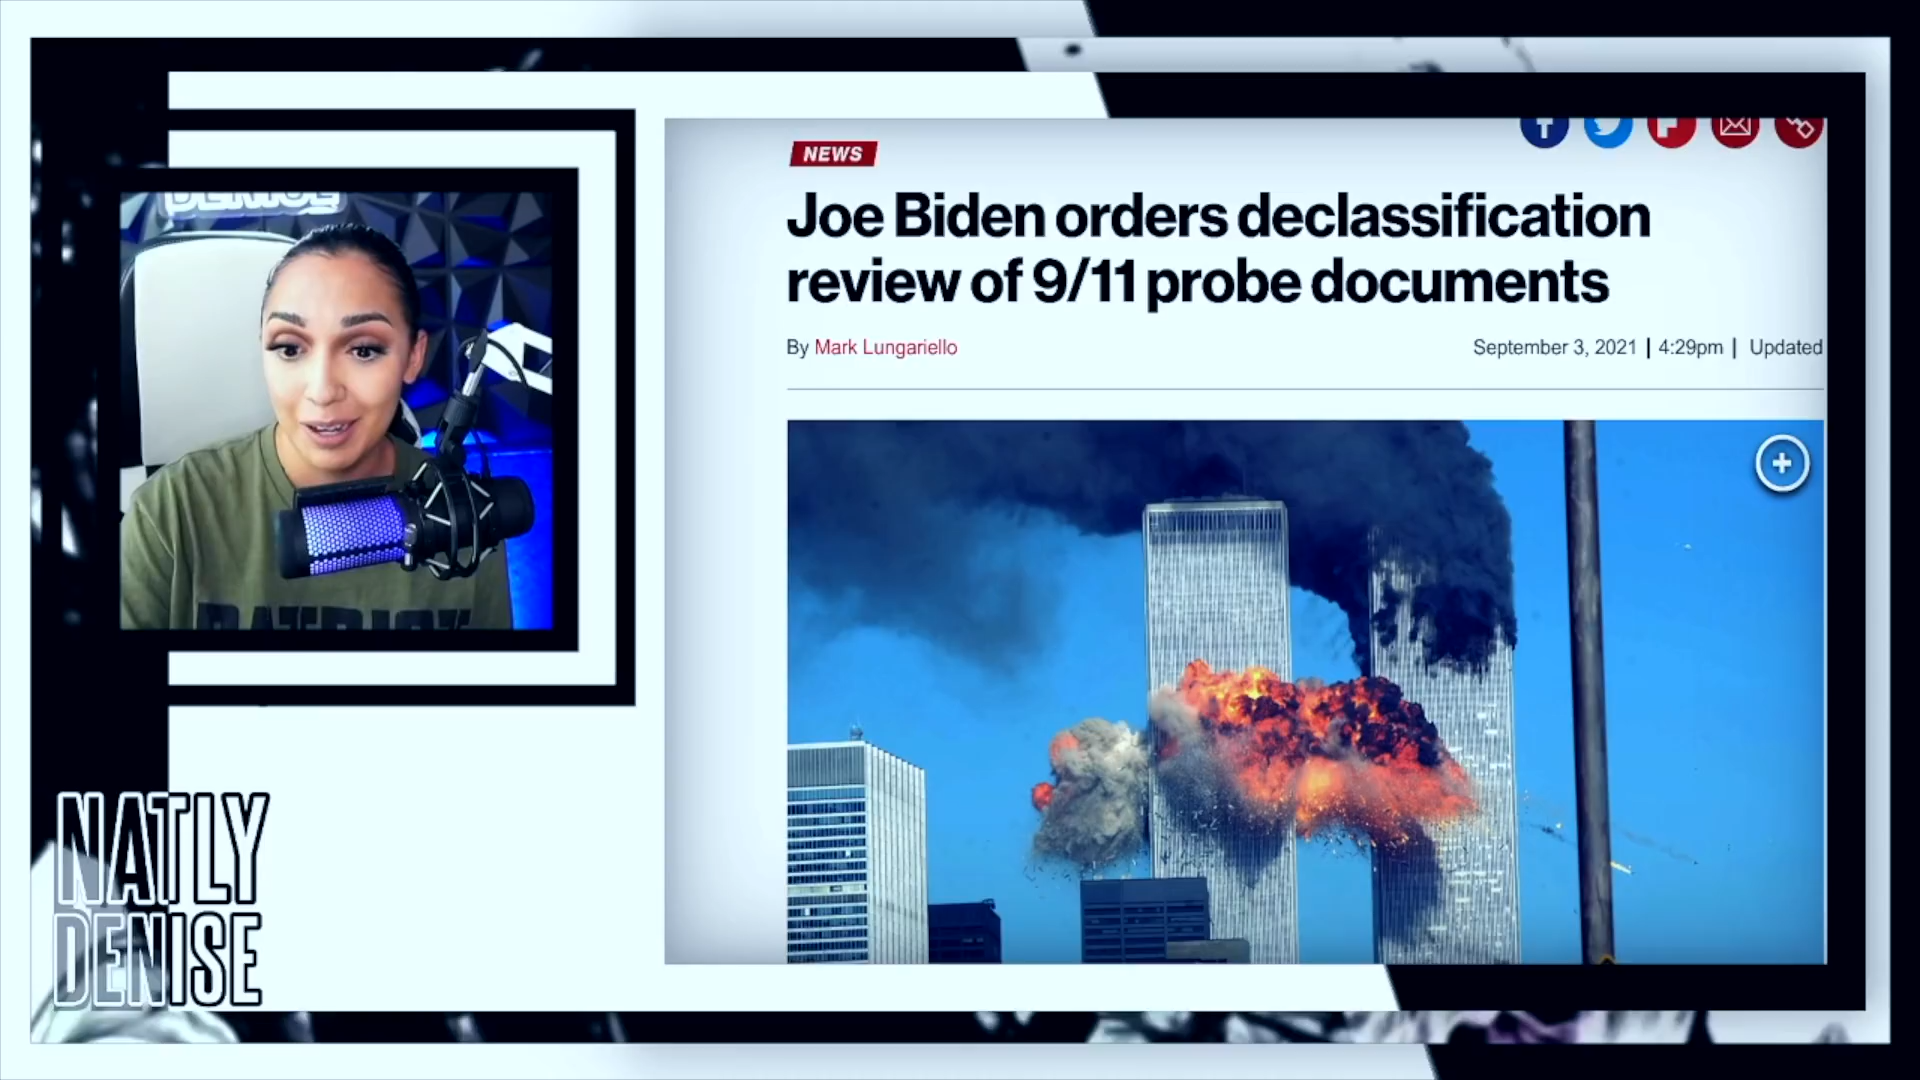 NEWS
Joe Biden orders declassification
review of 9/11 probe documents
By Mark Lungariello
September 3, 2021 | 4:29pm | Updated
DENISE
NATLY
DENISE